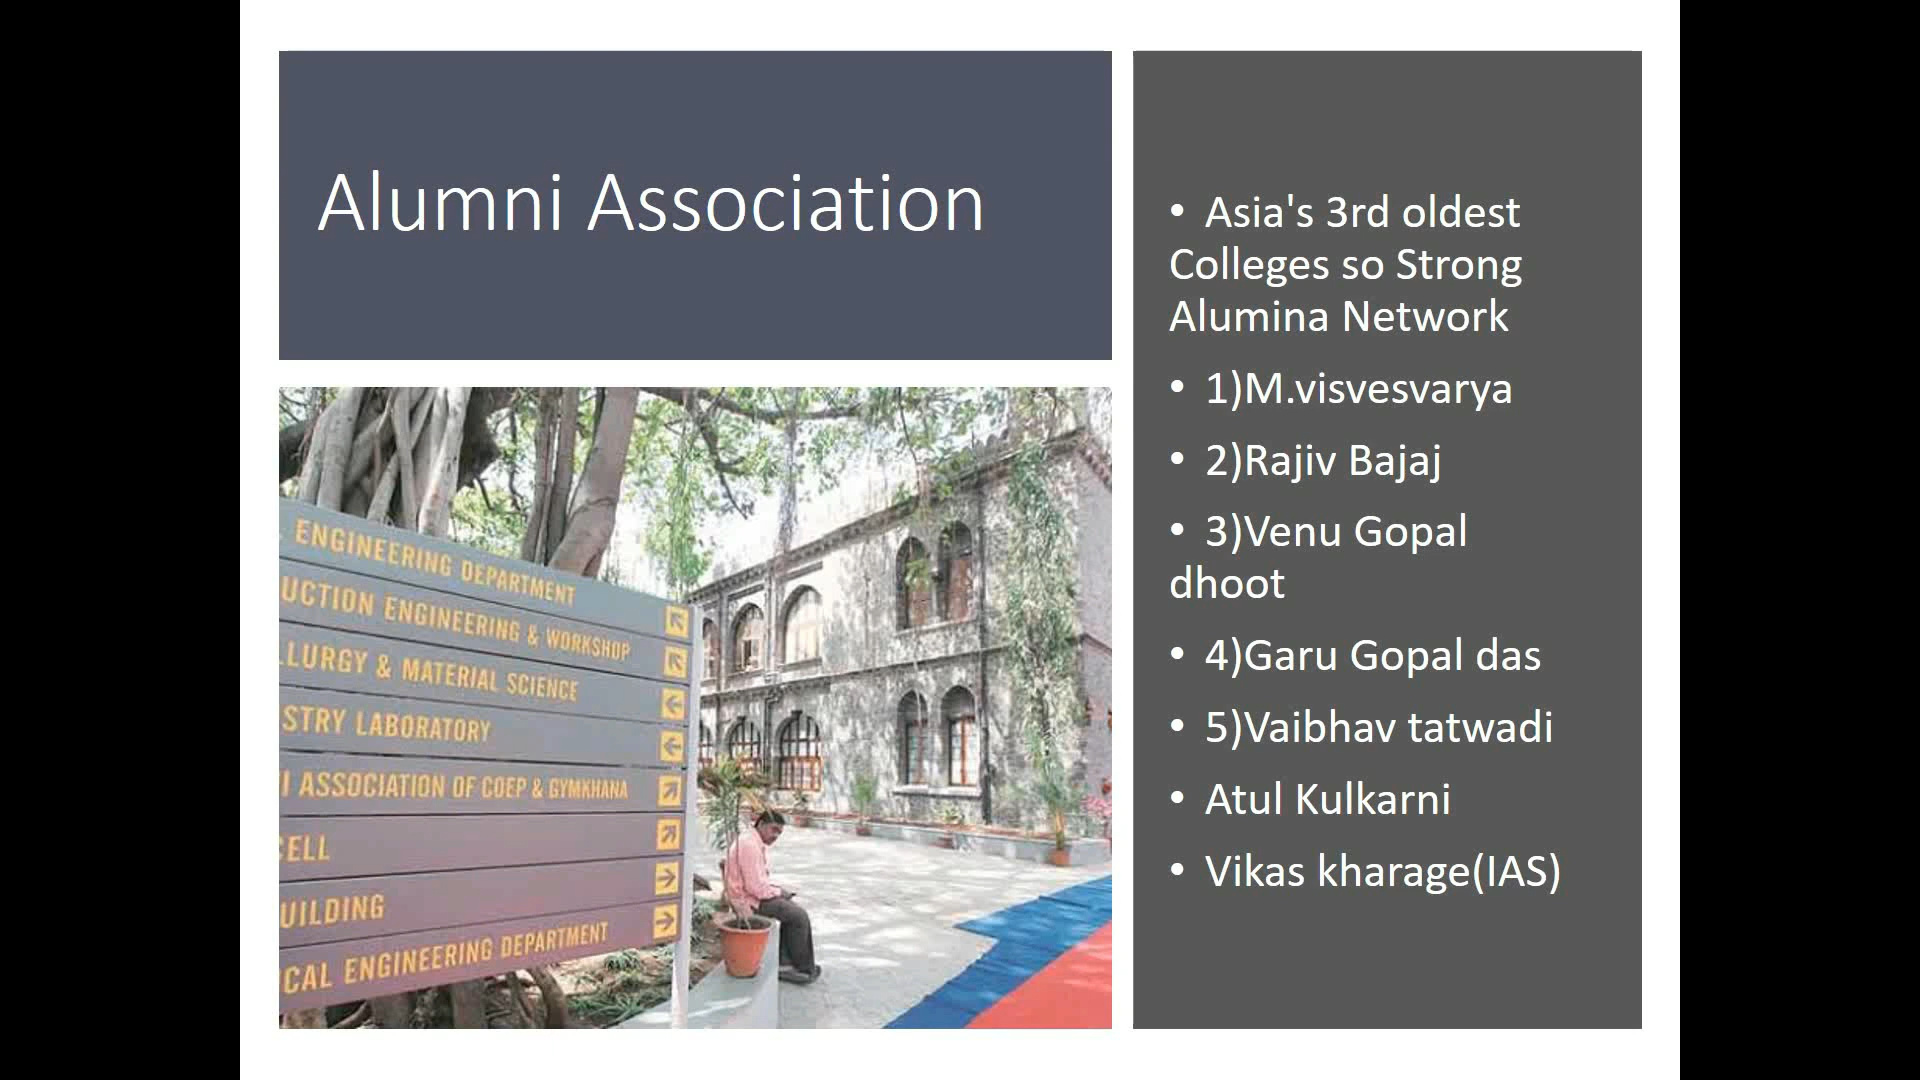 Alumni Association
• Asia's 3rd oldest
Colleges so Strong
Alumina Network
• 1)M.visvesvarya
• 2)Rajiv Bajaj
• 3)Venu Gopal
dhoot
• 4)Garu Gopal das
• 5)Vaibhav tatwadi
• Atul Kulkarni
• Vikas kharage(IAS)
ENGINEERING DEPARTMENT
UCTION ENGINEERING & WORKSHOP
LLURGY & MATERIAL SCIENCE
STRY LABORATORY
I ASSOCIATION OF COEP & GYMKHANA
CELL
UILDING
ICAL ENGINEERING DEPARTMENT